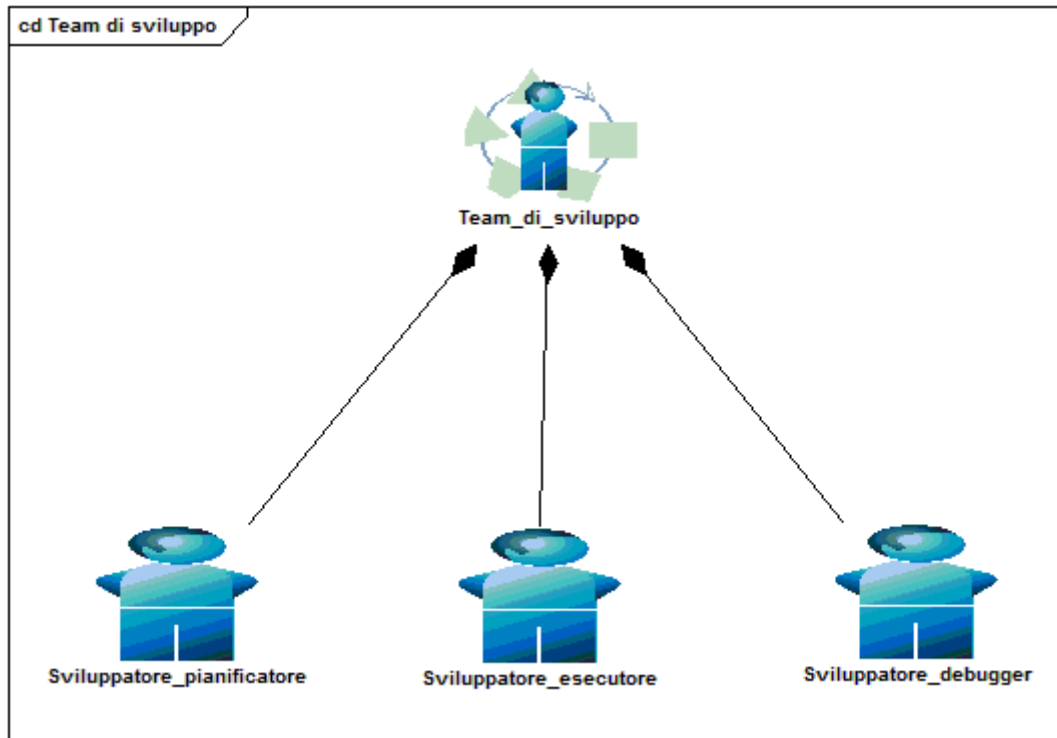 cd Team di sviluppo
Team_di_sviluppo
Sviluppatore_pianificatore
Sviluppatore_esecutore
Sviluppatore_debugger